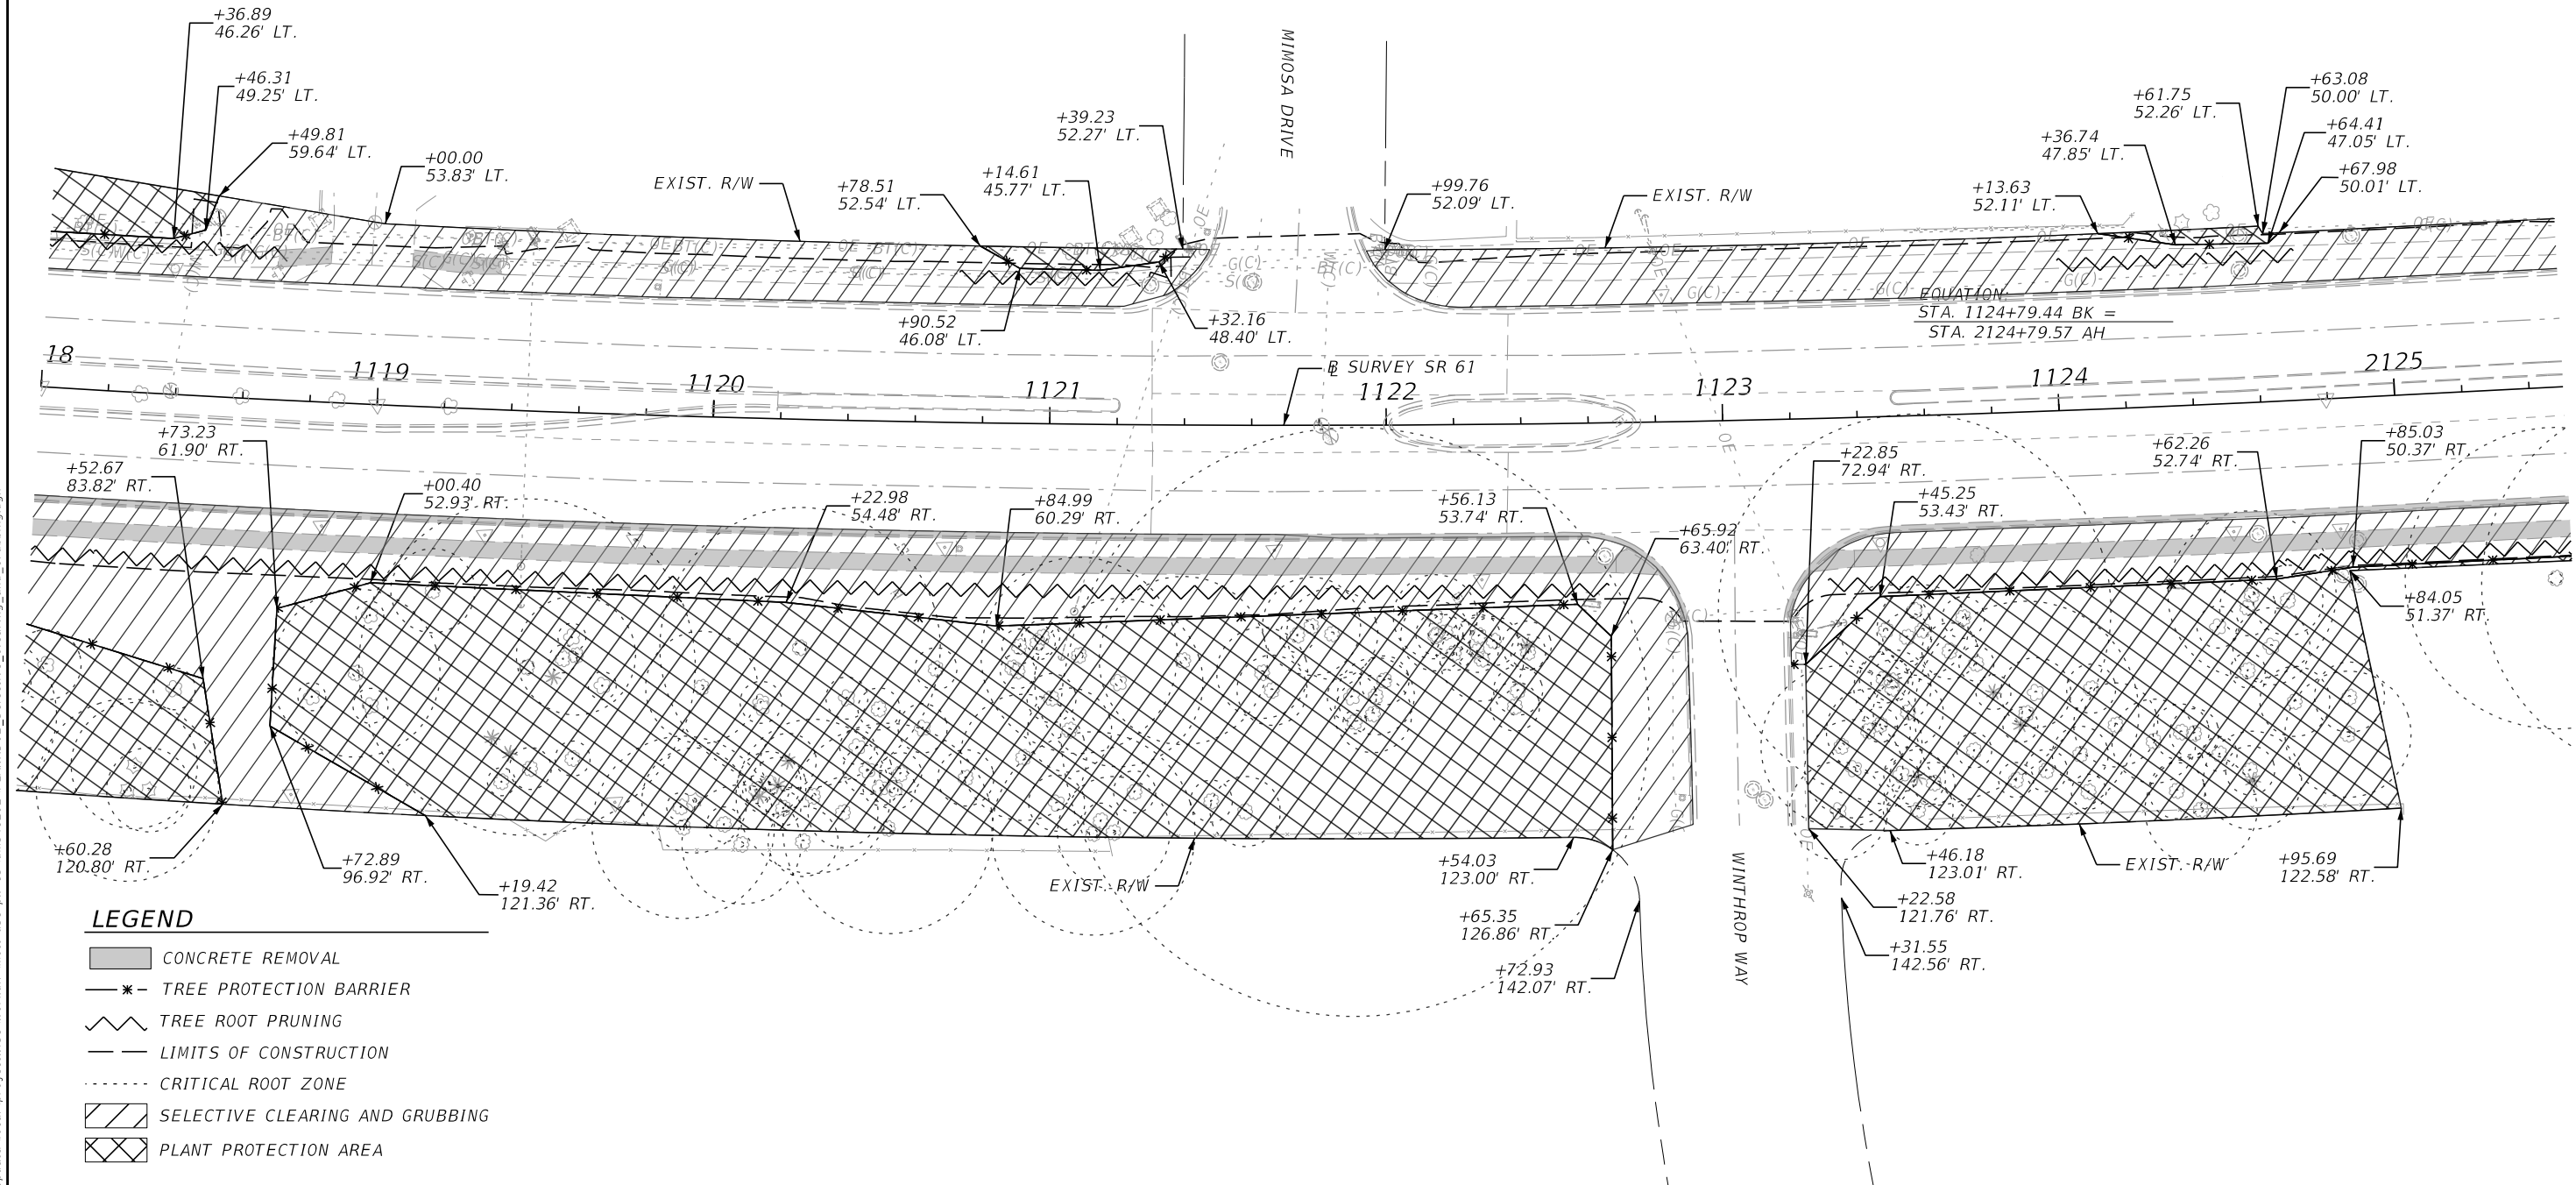 +36.89
46.26' LT.
+46.31
49.25' LT.
+49.81
59.64' LT.
+00.00
53.83' LT.
EXIST. R/W
+78.51
52.54' LT.
+14.61
45.77' LT.
+39.23
52.27' LT.
MIMOSA DRIVE
+99.76
52.09' LT.
EXIST. R/W
+13.63
52.11' LT.
+36.74
47.85' LT.
+61.75
52.26' LT.
+63.08
50.00' LT.
+64.41
47.05' LT.
+67.98
50.01' LT.
+90.52
46.08' LT.
+32.16
48.40' LT.
EQUATION:
STA. 1124+79.44 BK =
STA. 2124+79.57 AH
18
1119
1120
1121
1122
1123
1124
2125
SURVEY SR 61
+73.23
61.90' RT.
+52.67
83.82' RT.
+00.40
52.93' RT.
+22.98
54.48' RT.
+84.99
60.29' RT.
+56.13
53.74' RT.
+65.92
63.40' RT.
+22.85
72.94' RT.
+45.25
53.43' RT.
+62.26
52.74' RT.
+85.03
50.37' RT.
+84.05
51.37' RT.
+60.28
120.80' RT.
+72.89
96.92' RT.
+19.42
121.36' RT.
EXIST. R/W
+54.03
123.00' RT.
+65.35
126.86' RT.
+72.93
142.07' RT.
WINTHROP WAY
+46.18
123.01' RT.
+22.58
121.76' RT.
+31.55
142.56' RT.
EXIST. R/W
+95.69
122.58' RT.
LEGEND
CONCRETE REMOVAL
TREE PROTECTION BARRIER
TREE ROOT PRUNING
LIMITS OF CONSTRUCTION
CRITICAL ROOT ZONE
SELECTIVE CLEARING AND GRUBBING
PLANT PROTECTION AREA